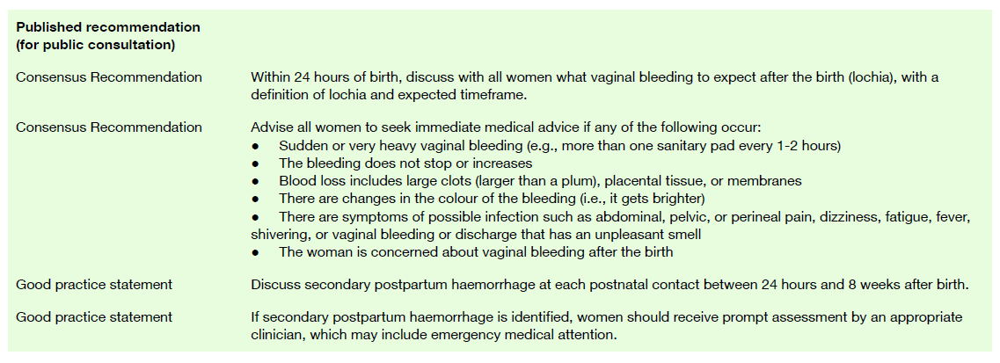 Published recommendation
(for public consultation)
Consensus Recommendation
Within 24 hours of birth, discuss with all women what vaginal bleeding to expect after the birth (lochia), with a
definition of lochia and expected timeframe.
Consensus Recommendation
Advise all women to seek immediate medical advice if any of the following occur:
● Sudden or very heavy vaginal bleeding (e.g., more than one sanitary pad every 1-2 hours)
● The bleeding does not stop or increases
● Blood loss includes large clots (larger than a plum), placental tissue, or membranes
● There are changes in the colour of the bleeding (i.e., it gets brighter)
● There are symptoms of possible infection such as abdominal, pelvic, or perineal pain, dizziness, fatigue, fever,
shivering, or vaginal bleeding or discharge that has an unpleasant smell
● The woman is concerned about vaginal bleeding after the birth
Good practice statement
Discuss secondary postpartum haemorrhage at each postnatal contact between 24 hours and 8 weeks after birth.
Good practice statement
If secondary postpartum haemorrhage is identified, women should receive prompt assessment by an appropriate
clinician, which may include emergency medical attention.